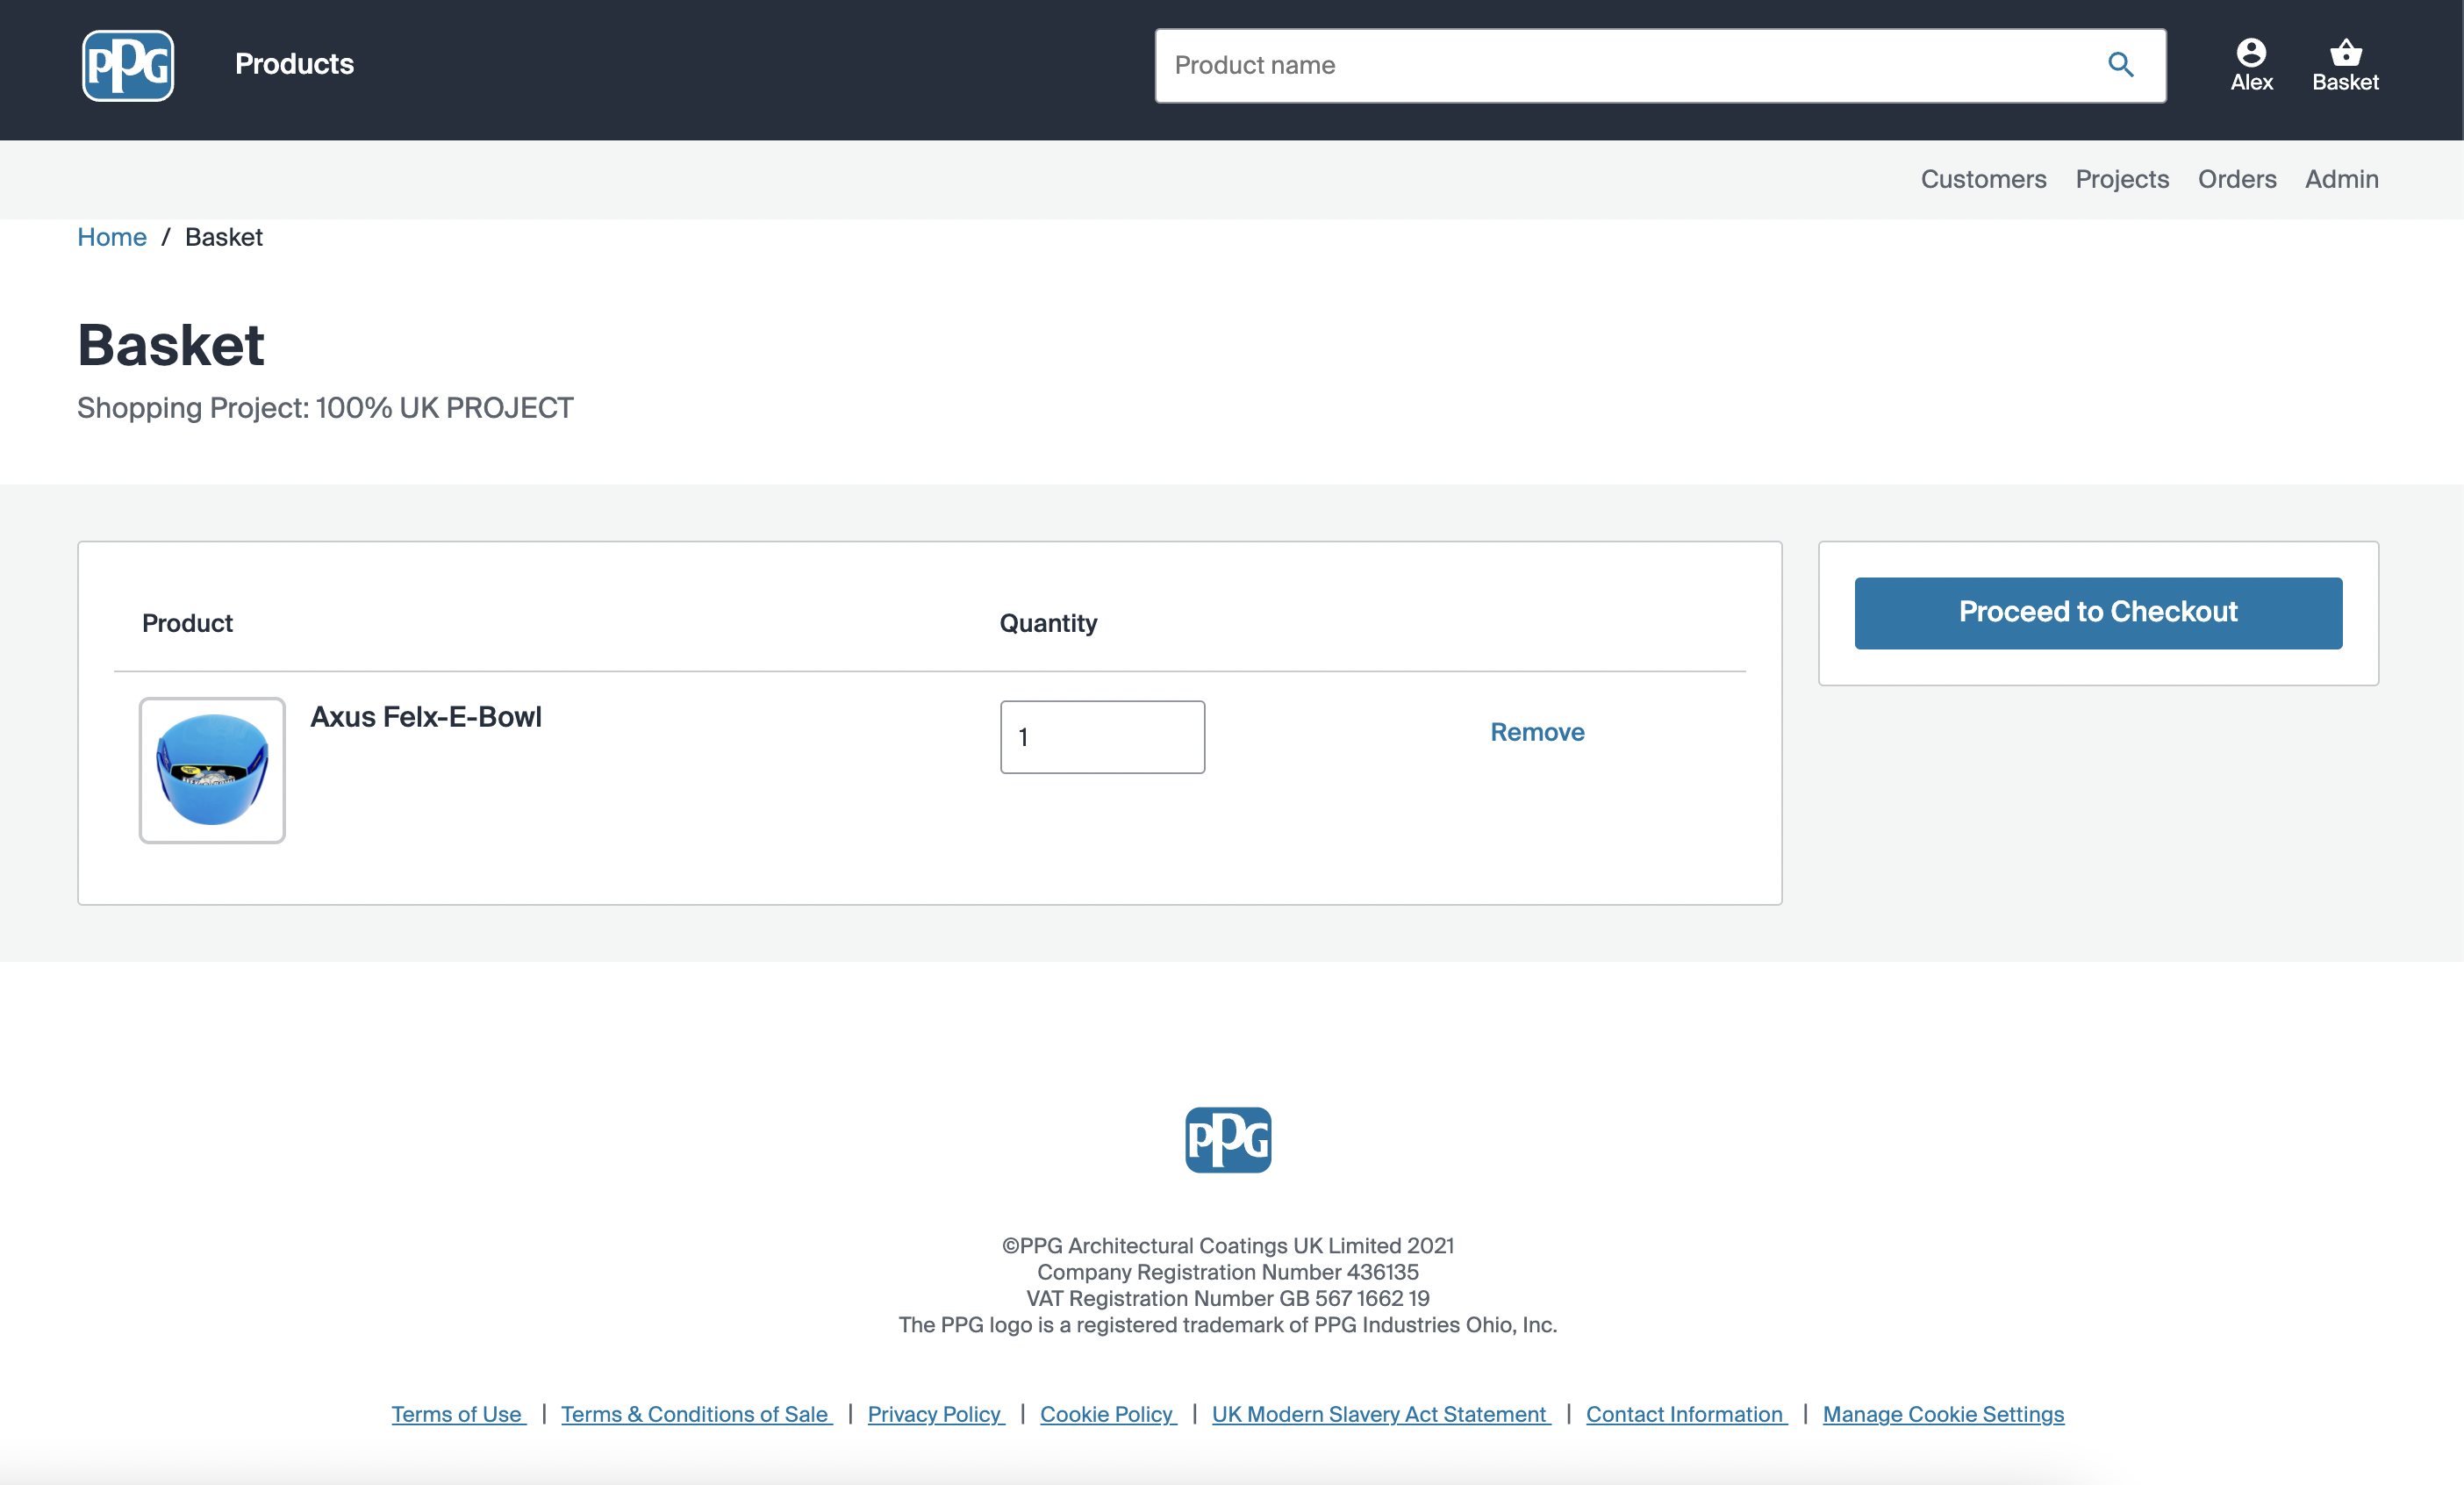 PPG
Products
Product name
Alex
Basket
Customers
Projects
Orders
Admin
Home / Basket
Basket
Shopping Project: 100% UK PROJECT
Product
Quantity
Proceed to Checkout
Axus Felx-E-Bowl
1
Remove
PPG
©PPG Architectural Coatings UK Limited 2021
Company Registration Number 436135
VAT Registration Number GB 567 1662 19
The PPG logo is a registered trademark of PPG Industries Ohio, Inc.
Terms of Use | Terms & Conditions of Sale | Privacy Policy | Cookie Policy | UK Modern Slavery Act Statement | Contact Information | Manage Cookie Settings